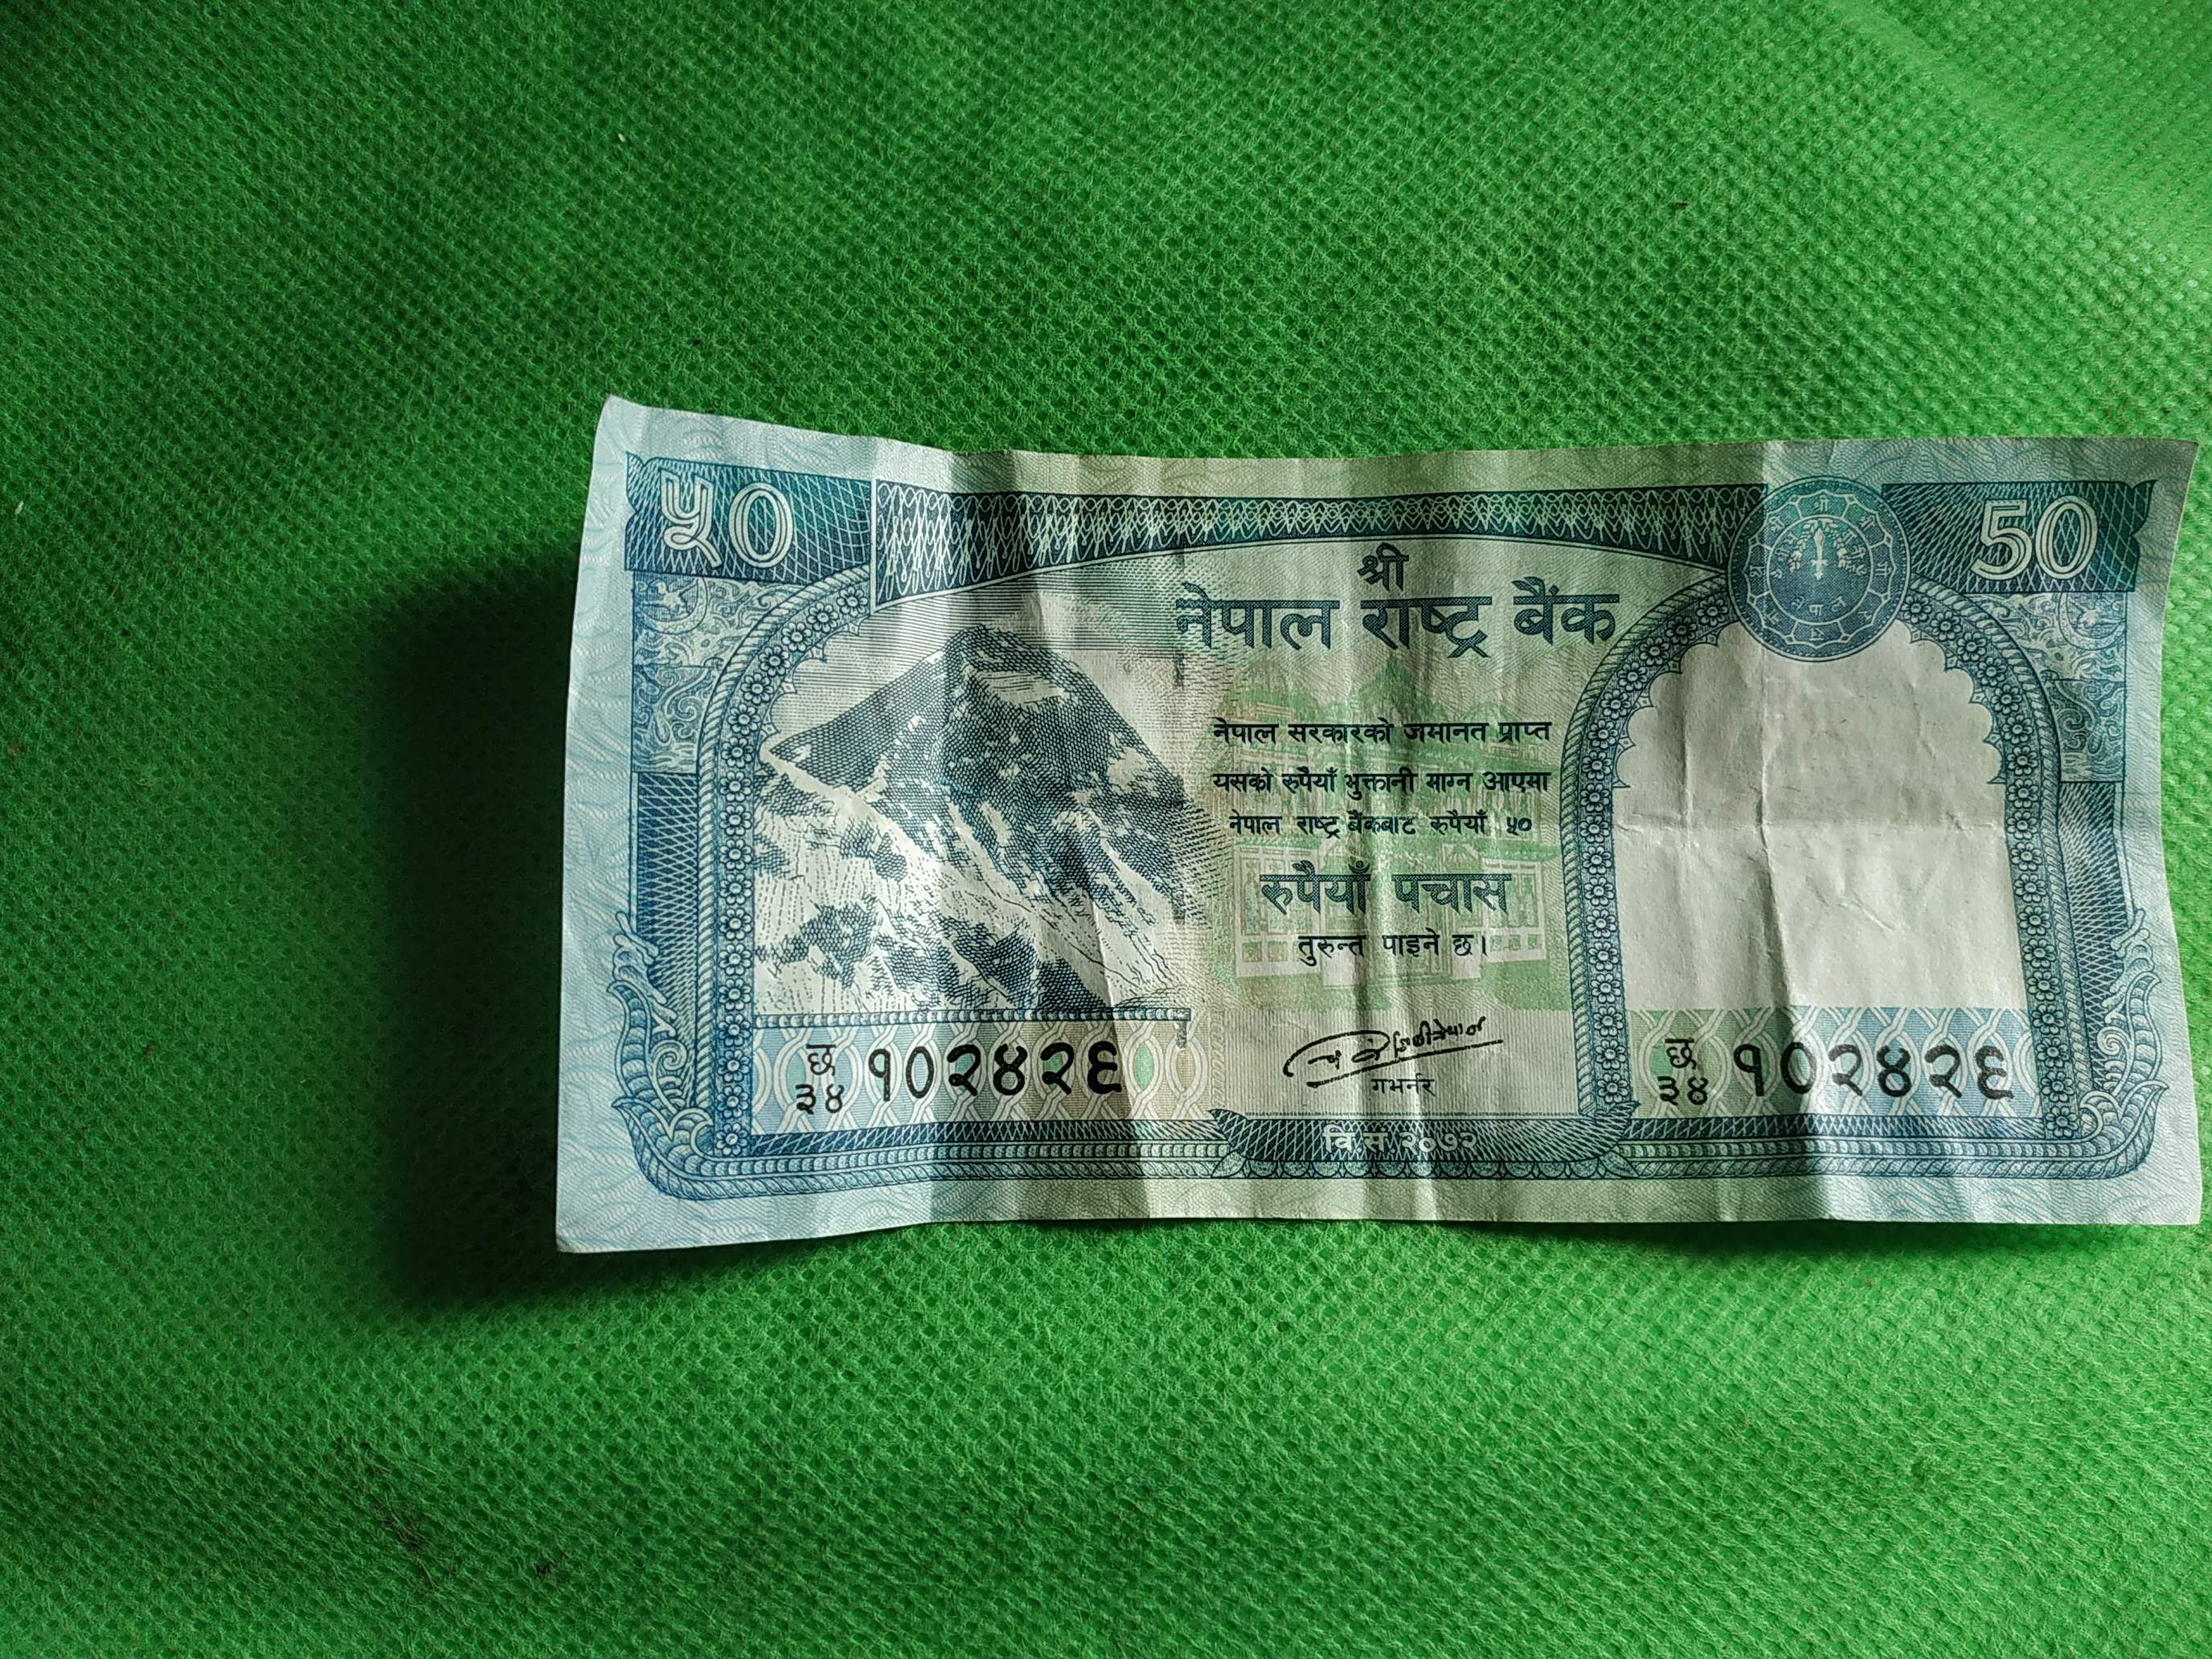 ५० 50
श्री
नेपाल राष्ट्र बैंक
नेपाल सरकारको जमानत प्राप्त
यसको रुपैयाँ भुक्तानी माग्न आएमा
नेपाल राष्ट्र बैंकबाट रुपैयाँ ५०
रुपैयाँ पचास
तुरुन्त पाइने छ।
गभर्नर
छ ३४ १०२४२६ छ ३४ १०२४२६
वि.सं. २०७२